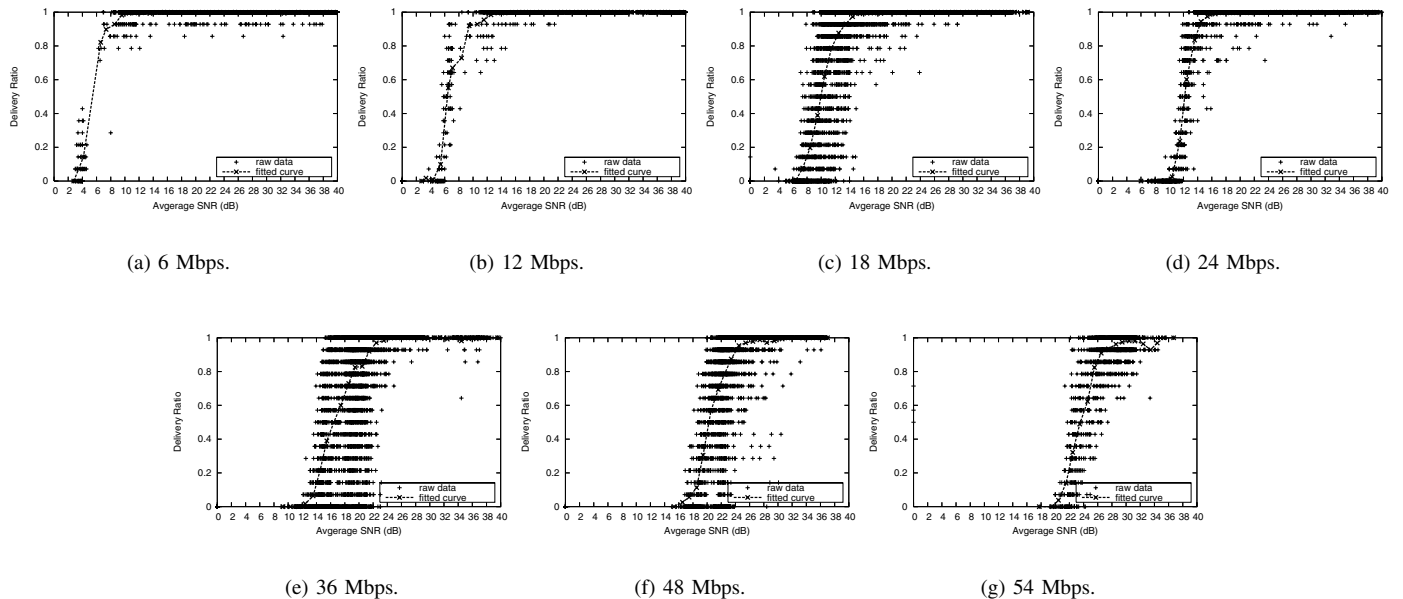 1
0.8
0.6
0.4
0.2
0
Delivery Ratio
raw data
fitted curve
0 2 4 6 8 10 12 14 16 18 20 22 24 26 28 30 32 34 36 38 40
Avgerage SNR (dB)
(a) 6 Mbps.
1
0.8
0.6
0.4
0.2
0
Delivery Ratio
raw data
fitted curve
0 2 4 6 8 10 12 14 16 18 20 22 24 26 28 30 32 34 36 38 40
Avgerage SNR (dB)
(b) 12 Mbps.
1
0.8
0.6
0.4
0.2
0
Delivery Ratio
raw data
fitted curve
0 2 4 6 8 10 12 14 16 18 20 22 24 26 28 30 32 34 36 38 40
Avgerage SNR (dB)
(c) 18 Mbps.
1
0.8
0.6
0.4
0.2
0
Delivery Ratio
raw data
fitted curve
0 2 4 6 8 10 12 14 16 18 20 22 24 26 28 30 32 34 36 38 40
Avgerage SNR (dB)
(d) 24 Mbps.
1
0.8
0.6
0.4
0.2
0
Delivery Ratio
raw data
fitted curve
0 2 4 6 8 10 12 14 16 18 20 22 24 26 28 30 32 34 36 38 40
Avgerage SNR (dB)
(e) 36 Mbps.
1
0.8
0.6
0.4
0.2
0
Delivery Ratio
raw data
fitted curve
0 2 4 6 8 10 12 14 16 18 20 22 24 26 28 30 32 34 36 38 40
Avgerage SNR (dB)
(f) 48 Mbps.
1
0.8
0.6
0.4
0.2
0
Delivery Ratio
raw data
fitted curve
0 2 4 6 8 10 12 14 16 18 20 22 24 26 28 30 32 34 36 38 40
Avgerage SNR (dB)
(g) 54 Mbps.